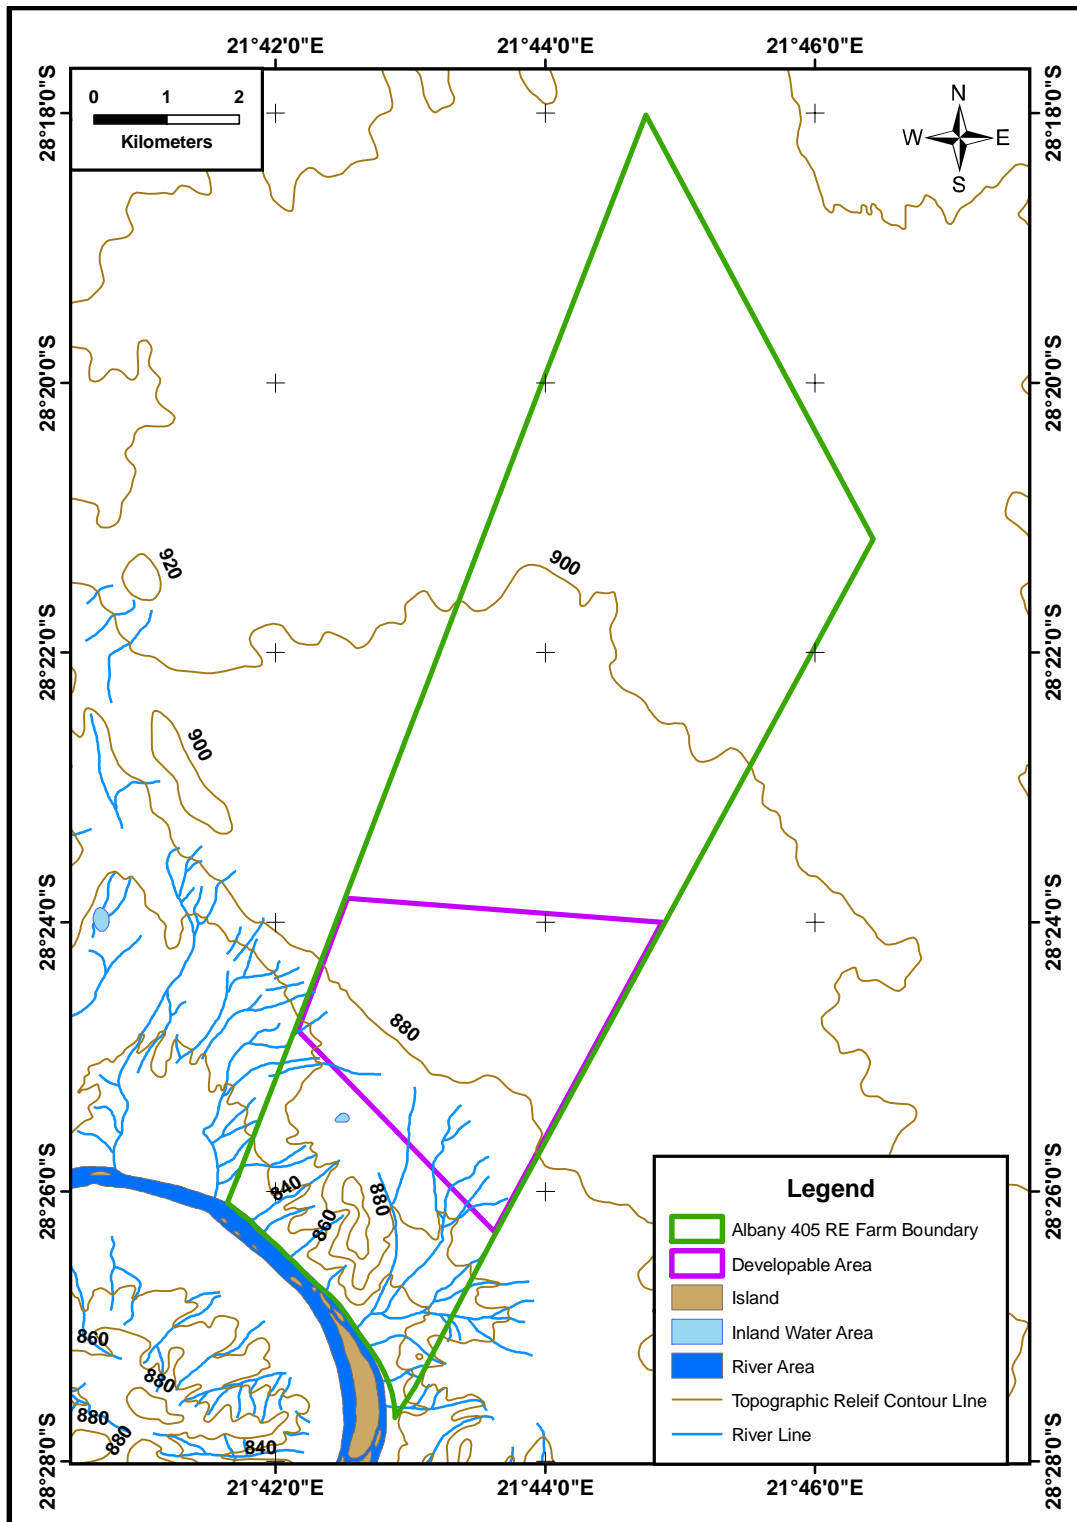 21°42'0"E 21°44'0"E 21°46'0"E
0 1 2
Kilometers
N
W E
S
28°18'0"S 28°18'0"S
28°20'0"S 28°20'0"S
920
900
28°22'0"S 28°22'0"S
900
28°24'0"S 28°24'0"S
880
28°26'0"S 28°26'0"S
840
880
860
Legend
Albany 405 RE Farm Boundary
Developable Area
Island
Inland Water Area
River Area
Topographic Releif Contour LIne
River Line
860
880
880
880
840
28°28'0"S 28°28'0"S
21°42'0"E 21°44'0"E 21°46'0"E